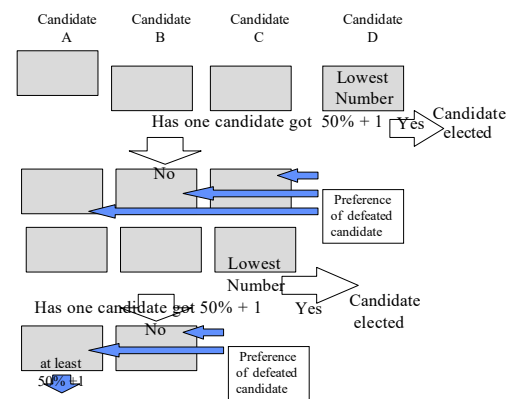 Candidate Candidate Candidate Candidate
A B C D
Lowest
Number
Has one candidate got 50% + 1 Yes Candidate
elected
No
Preference
of defeated
candidate
Lowest
Number
Has one candidate got 50% + 1 Yes Candidate
elected
No
at least
50% +1
Preference
of defeated
candidate